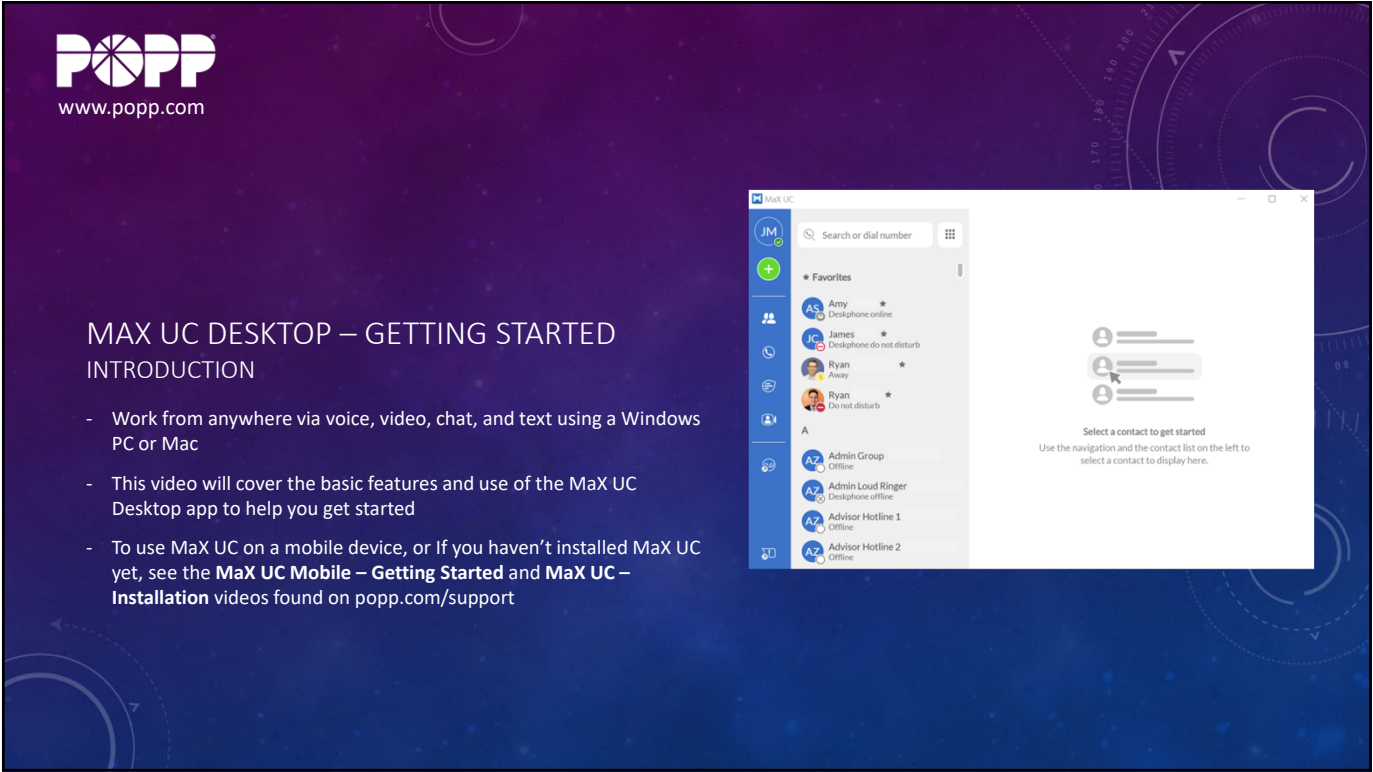 POPP
www.popp.com
MAX UC DESKTOP – GETTING STARTED
INTRODUCTION
- Work from anywhere via voice, video, chat, and text using a Windows
PC or Mac
- This video will cover the basic features and use of the MaX UC
Desktop app to help you get started
- To use MaX UC on a mobile device, or If you haven’t installed MaX UC
yet, see the MaX UC Mobile – Getting Started and MaX UC –
Installation videos found on popp.com/support
MaX UC
JM
Search or dial number
★ Favorites
AS
Amy ★
Deskphone online
JC
James ★
Deskphone do not disturb
Ryan ★
Away
Ryan ★
Do not disturb
A
AZ
Admin Group
Offline
AZ
Admin Loud Ringer
Deskphone offline
AZ
Advisor Hotline 1
Offline
AZ
Advisor Hotline 2
Offline
Select a contact to get started
Use the navigation and the contact list on the left to
select a contact to display here.
200
190
180
170